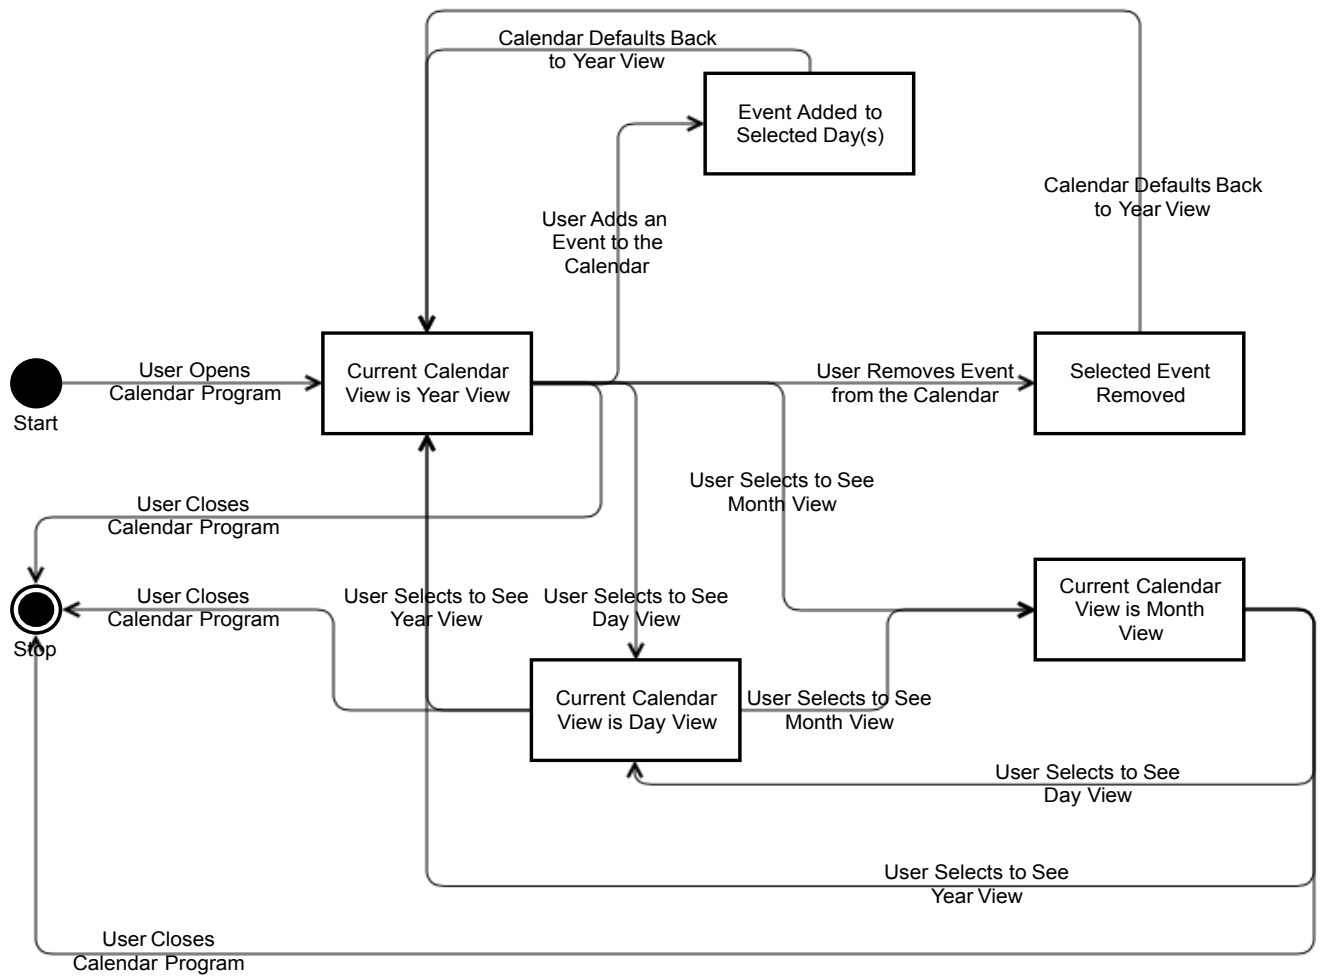 Calendar Defaults Back
to Year View
Event Added to
Selected Day(s)
Calendar Defaults Back
to Year View
User Adds an
Event to the
Calendar
User Opens
Calendar Program
Start
Current Calendar
View is Year View
User Removes Event
from the Calendar
Selected Event
Removed
User Selects to See
Month View
User Closes
Calendar Program
User Closes
Calendar Program
Stop
User Selects to See
Year View
User Selects to See
Day View
Current Calendar
View is Month
View
Current Calendar
View is Day View
User Selects to See
Month View
User Selects to See
Day View
User Selects to See
Year View
User Closes
Calendar Program